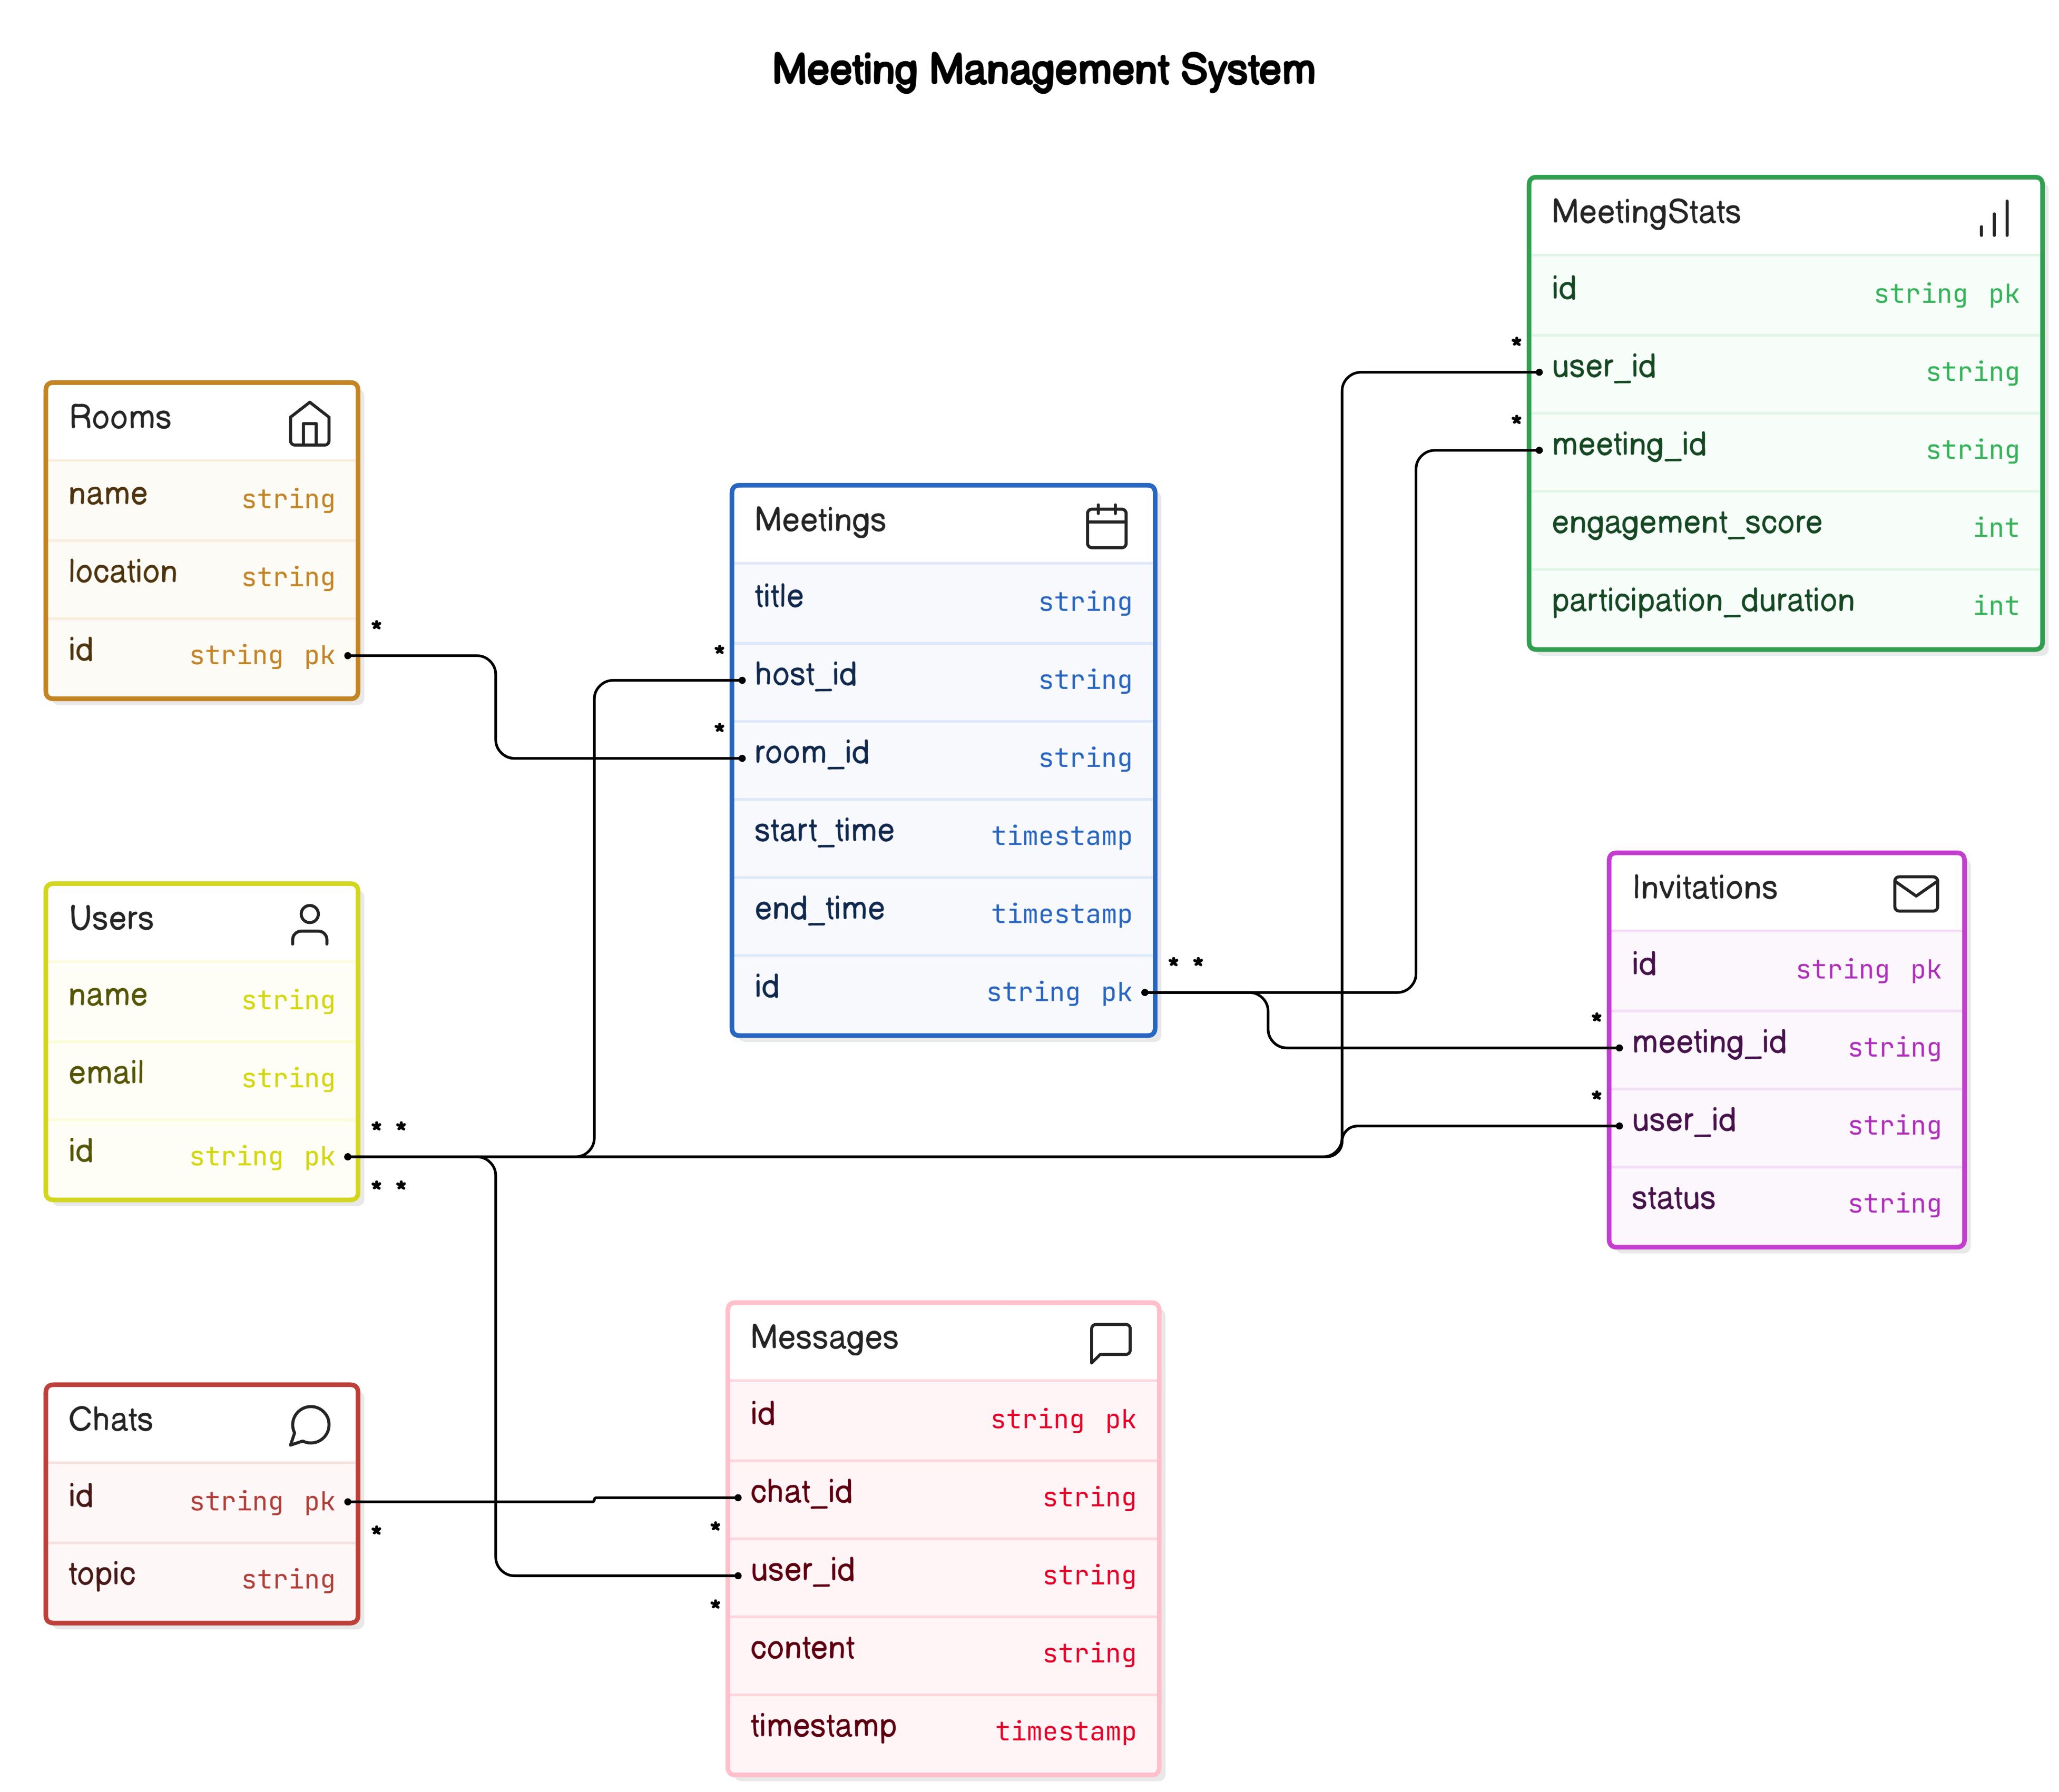 Meeting Management System
MeetingStats
id string pk
* user_id string
* meeting_id string
engagement_score int
participation_duration int
Rooms
name string
location string
id string pk *
Meetings
title string
* host_id string
* room_id string
start_time timestamp
end_time timestamp
id string pk * *
Users
name string
email string
id string pk * *
* *
Invitations
id string pk
* meeting_id string
* user_id string
status string
Chats
id string pk
*
topic string
Messages
id string pk
chat_id string
*
user_id string
*
content string
timestamp timestamp